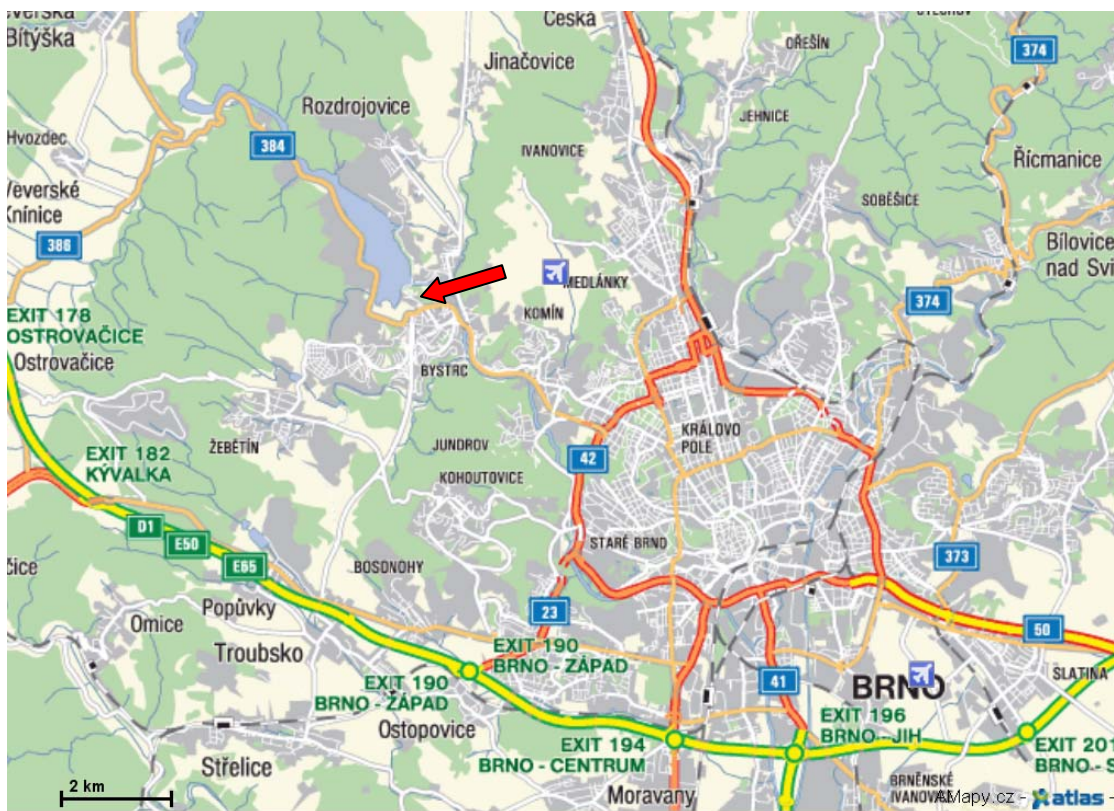 Česká
Bítýška
Jinačovice
OŘEŠÍN
374
Rozdrojovice
JEHNICE
Hvozdec
384
IVANOVICE
Řícmanice
Veverské
Knínice
SOBĚŠICE
386
Bílovice
nad Svi
MEDLÁNKY
374
EXIT 178
OSTROVAČICE
Ostrovačice
KOMÍN
BYSTRC
ŽEBĚTÍN
JUNDROV
KRÁLOVO
POLE
EXIT 182
KÝVALKA
42
KOHOUTOVICE
D1
E50
E65
STARÉ BRNO
373
BOSONOHY
Popůvky
Omice
23
Troubsko
50
EXIT 190
BRNO - ZÁPAD
EXIT 190
BRNO - ZÁPAD
41
BRNO
SLATINA
Ostopovice
EXIT 196
BRNO - JIH
EXIT 194
BRNO - CENTRUM
EXIT 201
BRNO - S
Střelice
2 km
Moravany
BRNĚNSKÉ
IVANOVICE
AMapy.cz - atlas